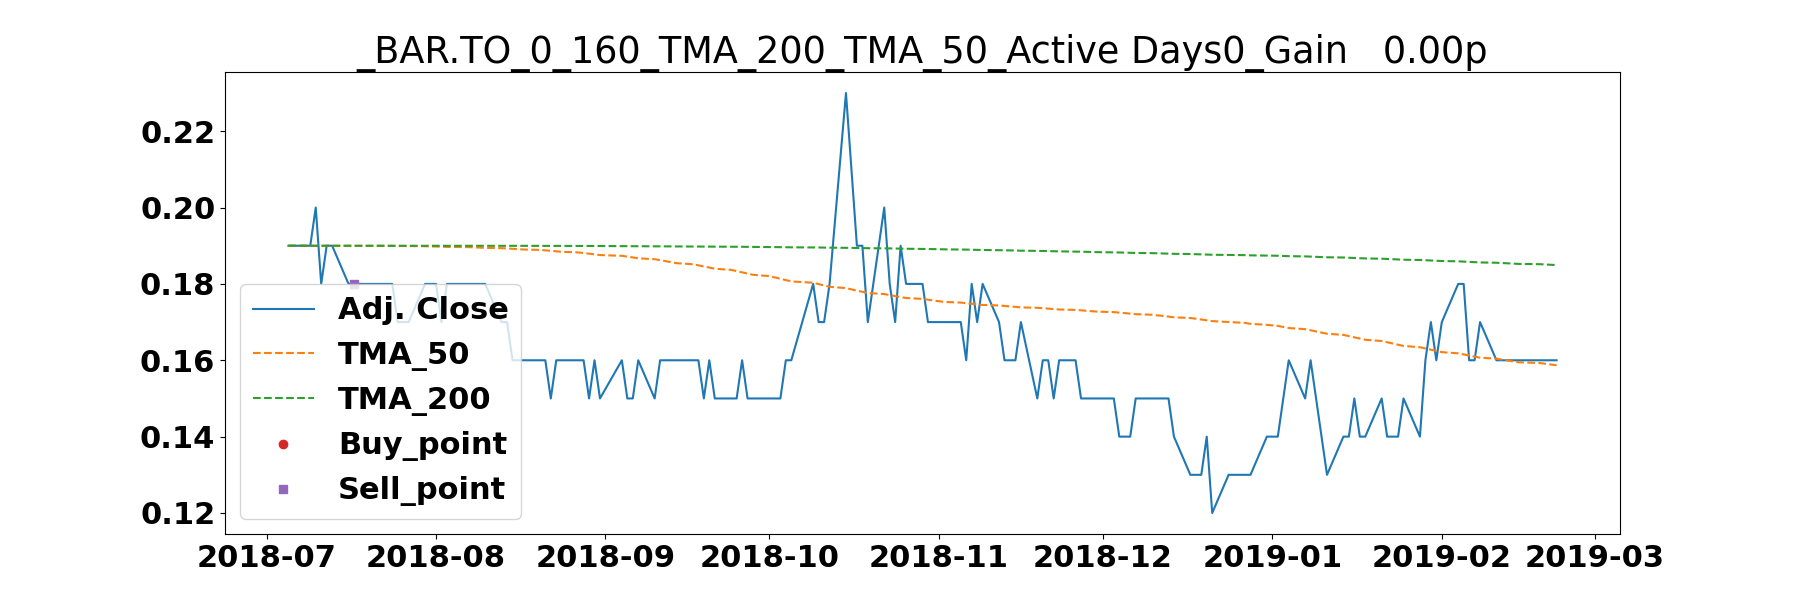 _BAR.TO_0_160_TMA_200_TMA_50_Active Days0_Gain   0.00p
0.22
0.20
0.18
0.16
0.14
0.12
Adj. Close
TMA_50
TMA_200
Buy_point
Sell_point
2018-07 2018-08 2018-09 2018-10 2018-11 2018-12 2019-01 2019-02 2019-03